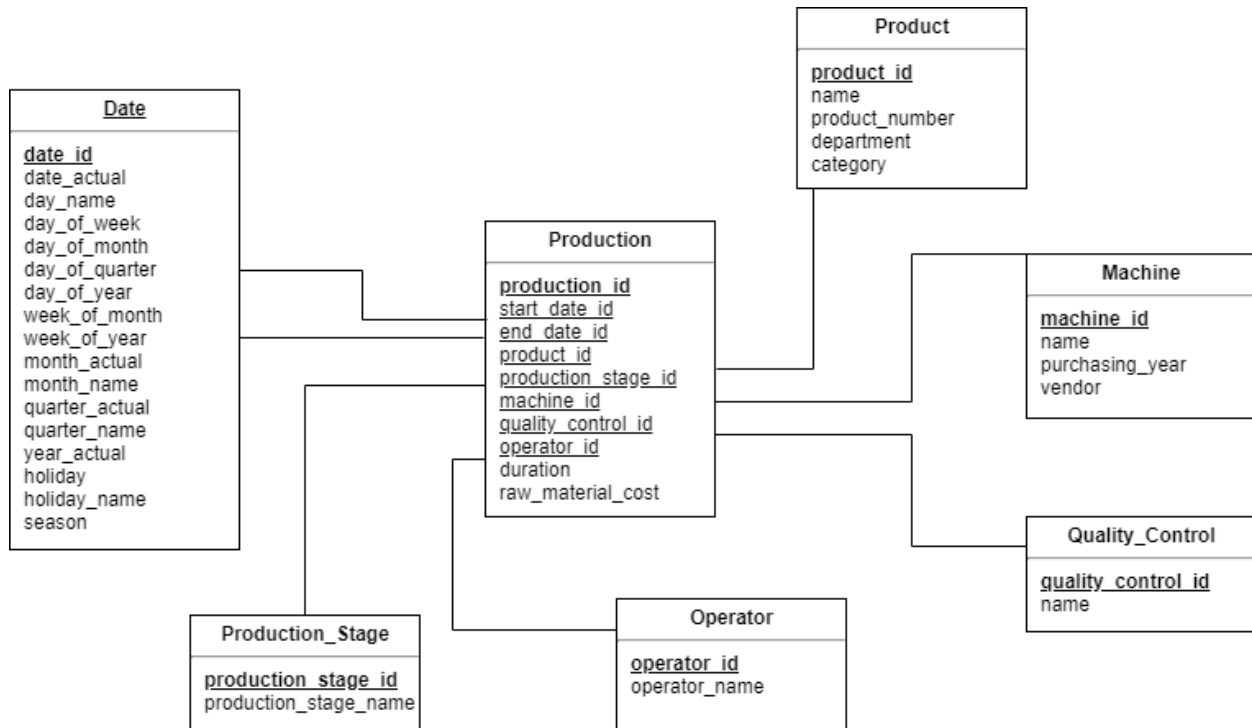 Product
product_id
name
product_number
department
category
Date
date_id
date_actual
day_name
day_of_week
day_of_month
day_of_quarter
day_of_year
week_of_month
week_of_year
month_actual
month_name
quarter_actual
quarter_name
year_actual
holiday
holiday_name
season
Production
production_id
start_date_id
end_date_id
product_id
production_stage_id
machine_id
quality_control_id
operator_id
duration
raw_material_cost
Machine
machine_id
name
purchasing_year
vendor
Quality_Control
quality_control_id
name
Production_Stage
production_stage_id
production_stage_name
Operator
operator_id
operator_name